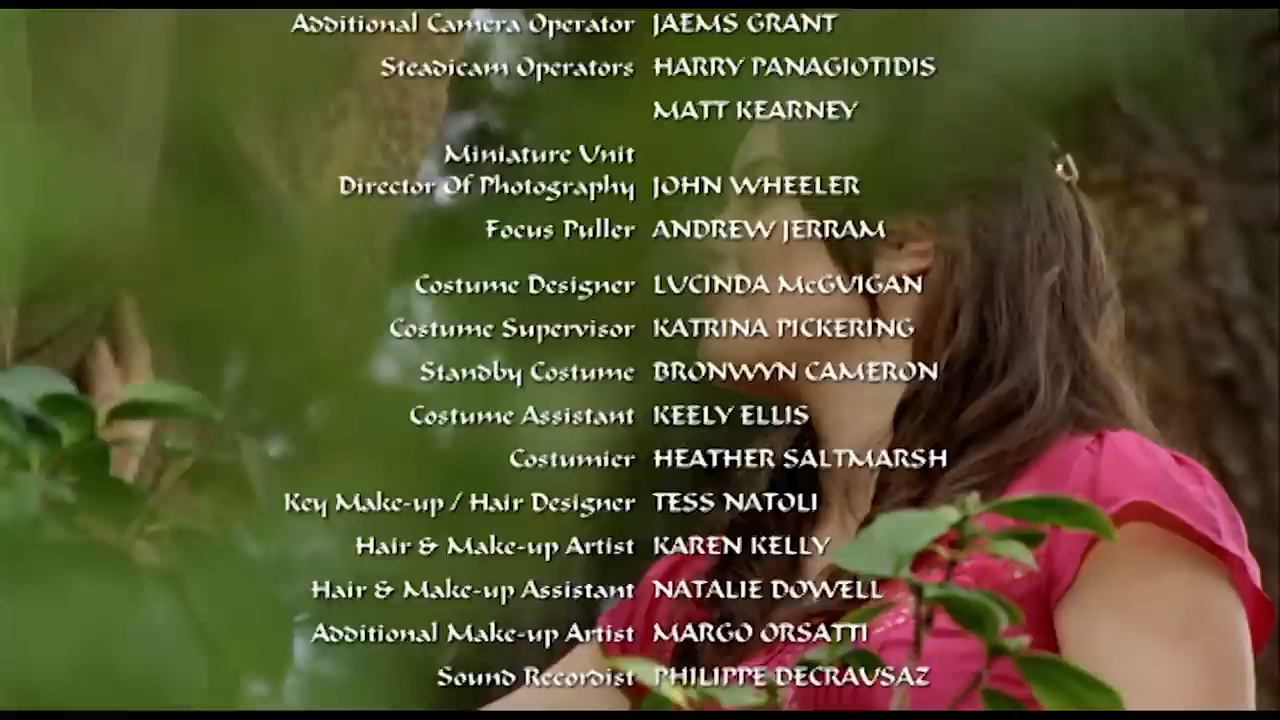 Additional Camera Operator JAEMS GRANT
Steadicam Operators HARRY PANAGIOTIDIS
MATT KEARNEY
Miniature Unit
Director Of Photography JOHN WHEELER
Focus Puller ANDREW JERRAM
Costume Designer LUCINDA McGUIGAN
Costume Supervisor KATRINA PICKERING
Standby Costume BRONWYN CAMERON
Costume Assistant KEELY ELLIS
Costumier HEATHER SALTMARSH
Key Make-up / Hair Designer TESS NATOLI
Hair & Make-up Artist KAREN KELLY
Hair & Make-up Assistant NATALIE DOWELL
Additional Make-up Artist MARGO ORSATTI
Sound Recordist PHILIPPE DECRAUSAZ